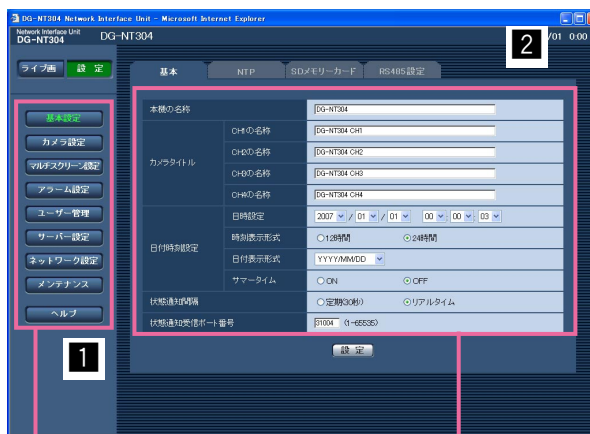 DG-NT304 Network Interface Unit - Microsoft Internet Explorer
Network Interface Unit
DG-NT304
DG-NT304
/01 0:00
2
ライブ画
設 定
基本
NTP
SDメモリーカード
RS485設定
基本設定
カメラ設定
マルチスクリーン設定
アラーム設定
ユーザー管理
サーバー設定
ネットワーク設定
メンテナンス
ヘルプ
1
本機の名称
DG-NT304
カメラタイトル
CH1の名称
DG-NT304 CH1
CH2の名称
DG-NT304 CH2
CH3の名称
DG-NT304 CH3
CH4の名称
DG-NT304 CH4
日付時刻設定
日時設定
2007 / 01 / 01 00 : 00 : 03
時刻表示形式
12時間 24時間
日付表示形式
YYYY/MM/DD
サマータイム
ON OFF
状態通知間隔
定期(30秒) リアルタイム
状態通知受信ポート番号
31004 (1-65535)
設 定